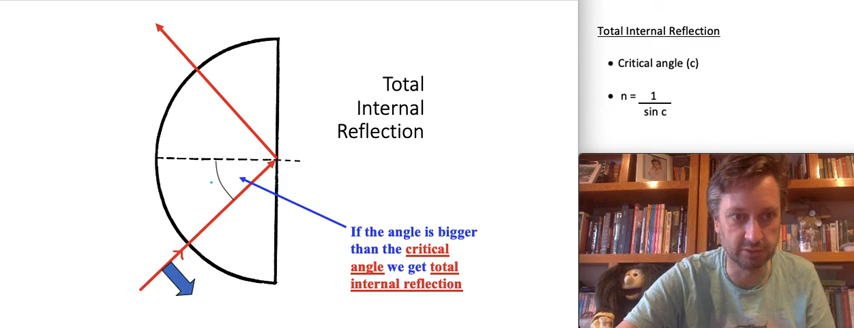 Total
Internal
Reflection
If the angle is bigger
than the critical
angle we get total
internal reflection
Total Internal Reflection
• Critical angle (c)
• n = 1
sin c